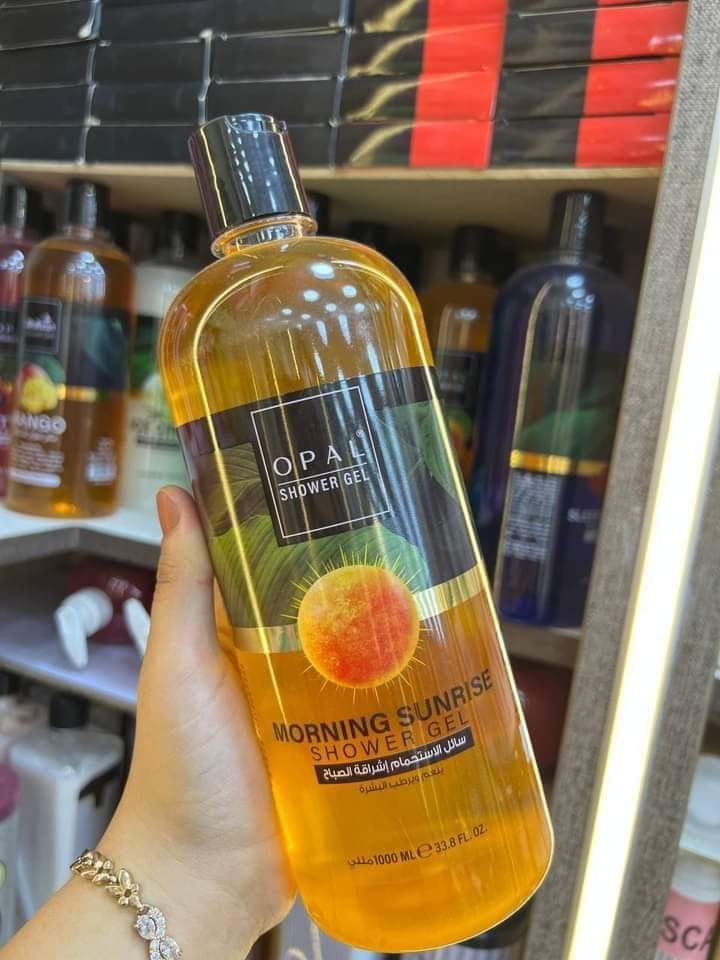 OPAL®
SHOWER GEL
MORNING SUNRISE
SHOWER GEL
سائل الاستحمام إشراقة الصباح
ينعم ويرطب البشرة
1000 ML ℮ 33.8 FL. OZ. مللي